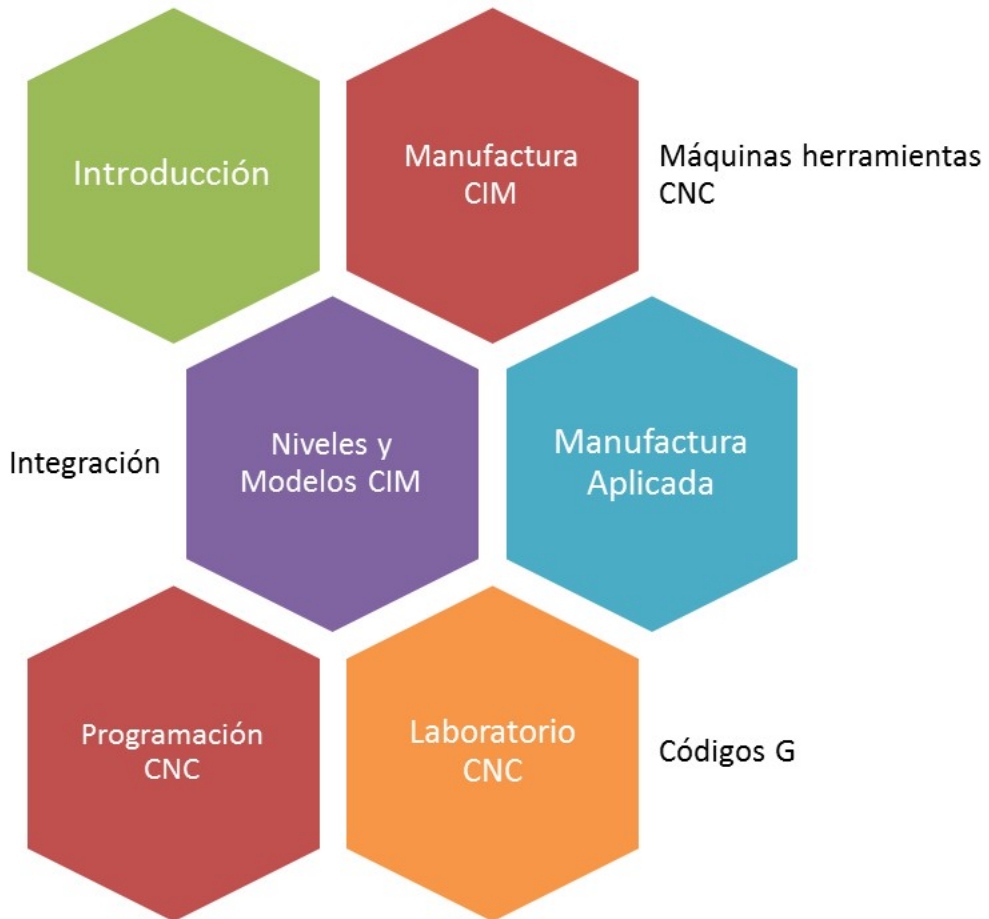 Introducción
Manufactura
CIM
Máquinas herramientas
CNC
Integración
Niveles y
Modelos CIM
Manufactura
Aplicada
Programación
CNC
Laboratorio
CNC
Códigos G